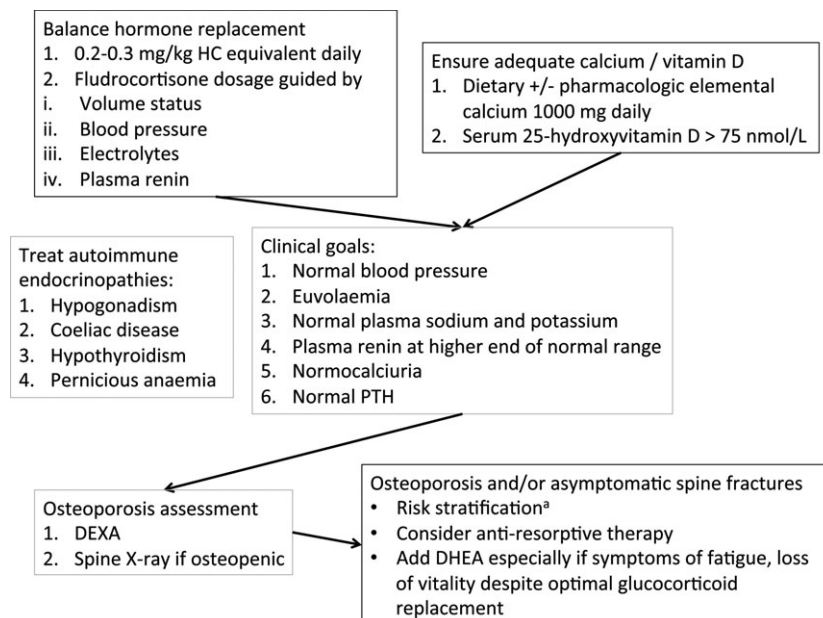 Balance hormone replacement
1. 0.2-0.3 mg/kg HC equivalent daily
2. Fludrocortisone dosage guided by
i. Volume status
ii. Blood pressure
iii. Electrolytes
iv. Plasma renin
Ensure adequate calcium / vitamin D
1. Dietary +/- pharmacologic elemental
calcium 1000 mg daily
2. Serum 25-hydroxyvitamin D > 75 nmol/L
Treat autoimmune
endocrinopathies:
1. Hypogonadism
2. Coeliac disease
3. Hypothyroidism
4. Pernicious anaemia
Clinical goals:
1. Normal blood pressure
2. Euvolaemia
3. Normal plasma sodium and potassium
4. Plasma renin at higher end of normal range
5. Normocalciuria
6. Normal PTH
Osteoporosis assessment
1. DEXA
2. Spine X-ray if osteopenic
Osteoporosis and/or asymptomatic spine fractures
• Risk stratificationᵃ
• Consider anti-resorptive therapy
• Add DHEA especially if symptoms of fatigue, loss
of vitality despite optimal glucocorticoid
replacement